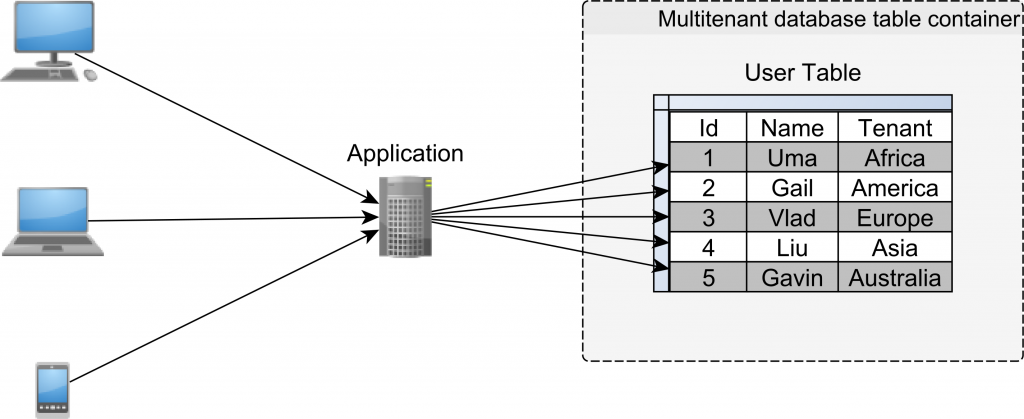 Multitenant database table container
User Table
Application
Id Name Tenant
1 Uma Africa
2 Gail America
3 Vlad Europe
4 Liu Asia
5 Gavin Australia